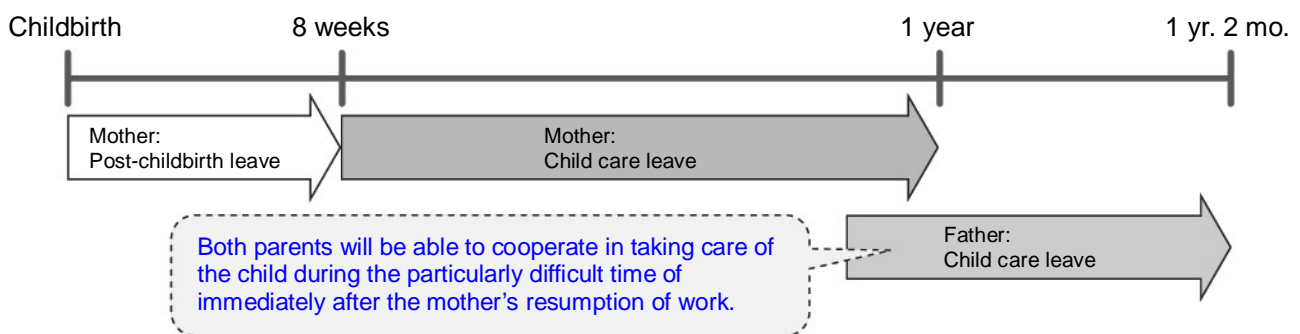 Childbirth 8 weeks 1 year 1 yr. 2 mo.
Mother:
Post-childbirth leave
Mother:
Child care leave
Both parents will be able to cooperate in taking care of
the child during the particularly difficult time of
immediately after the mother's resumption of work.
Father:
Child care leave